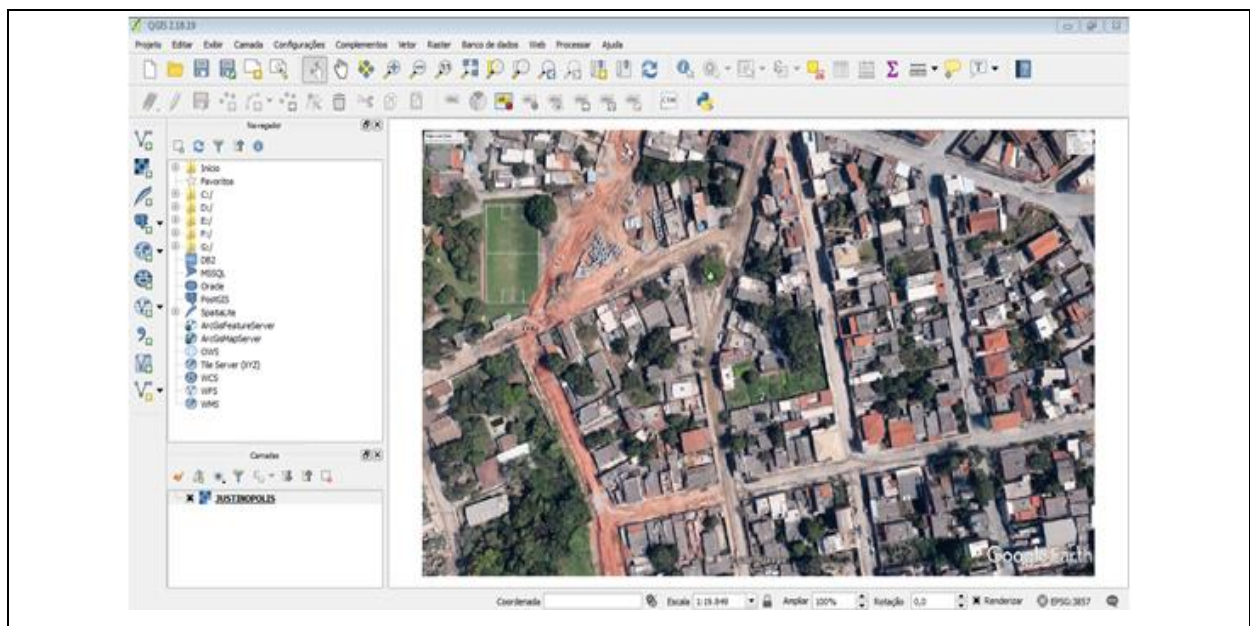 QGIS 2.18.19
Projeto Editar Exibir Camada Configurações Complementos Vetor Raster Banco de dados Web Processar Ajuda
Navegador
Início
Favoritos
C:/
D:/
E:/
F:/
G:/
DB2
MSSQL
Oracle
PostGIS
SpatiaLite
ArcGisFeatureServer
ArcGisMapServer
OWS
Tile Server (XYZ)
WCS
WFS
WMS
Camadas
JUSTINOPOLIS
Google Earth
Coordenada Escala 1:19.849 Ampliar 100% Rotação 0,0 Renderizar EPSG:3857